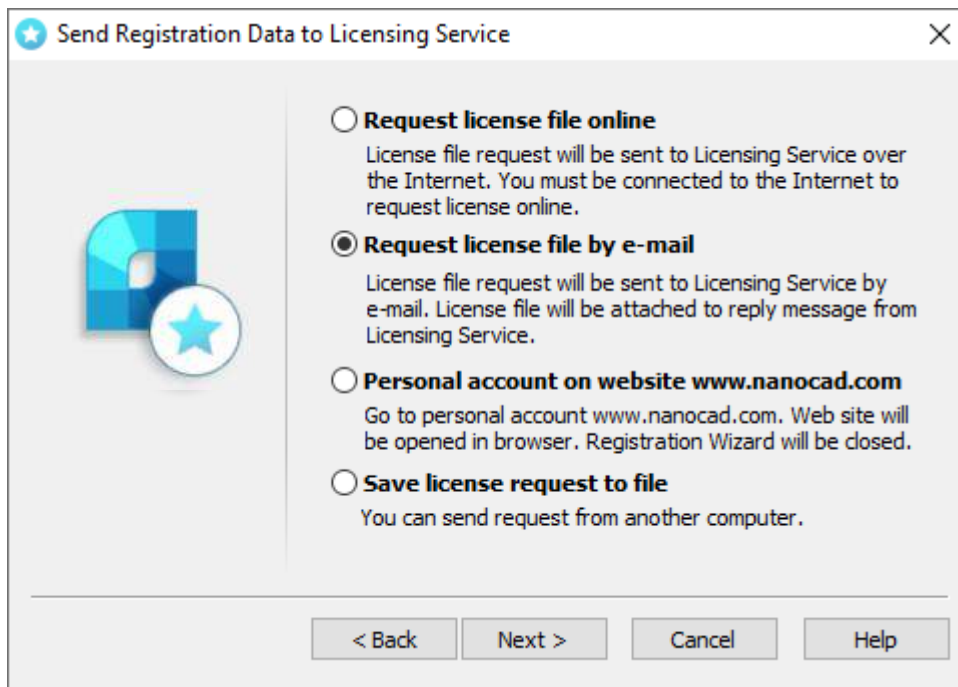 Send Registration Data to Licensing Service
Request license file online
License file request will be sent to Licensing Service over
the Internet. You must be connected to the Internet to
request license online.
Request license file by e-mail
License file request will be sent to Licensing Service by
e-mail. License file will be attached to reply message from
Licensing Service.
Personal account on website www.nanocad.com
Go to personal account www.nanocad.com. Web site will
be opened in browser. Registration Wizard will be closed.
Save license request to file
You can send request from another computer.
< Back Next > Cancel Help